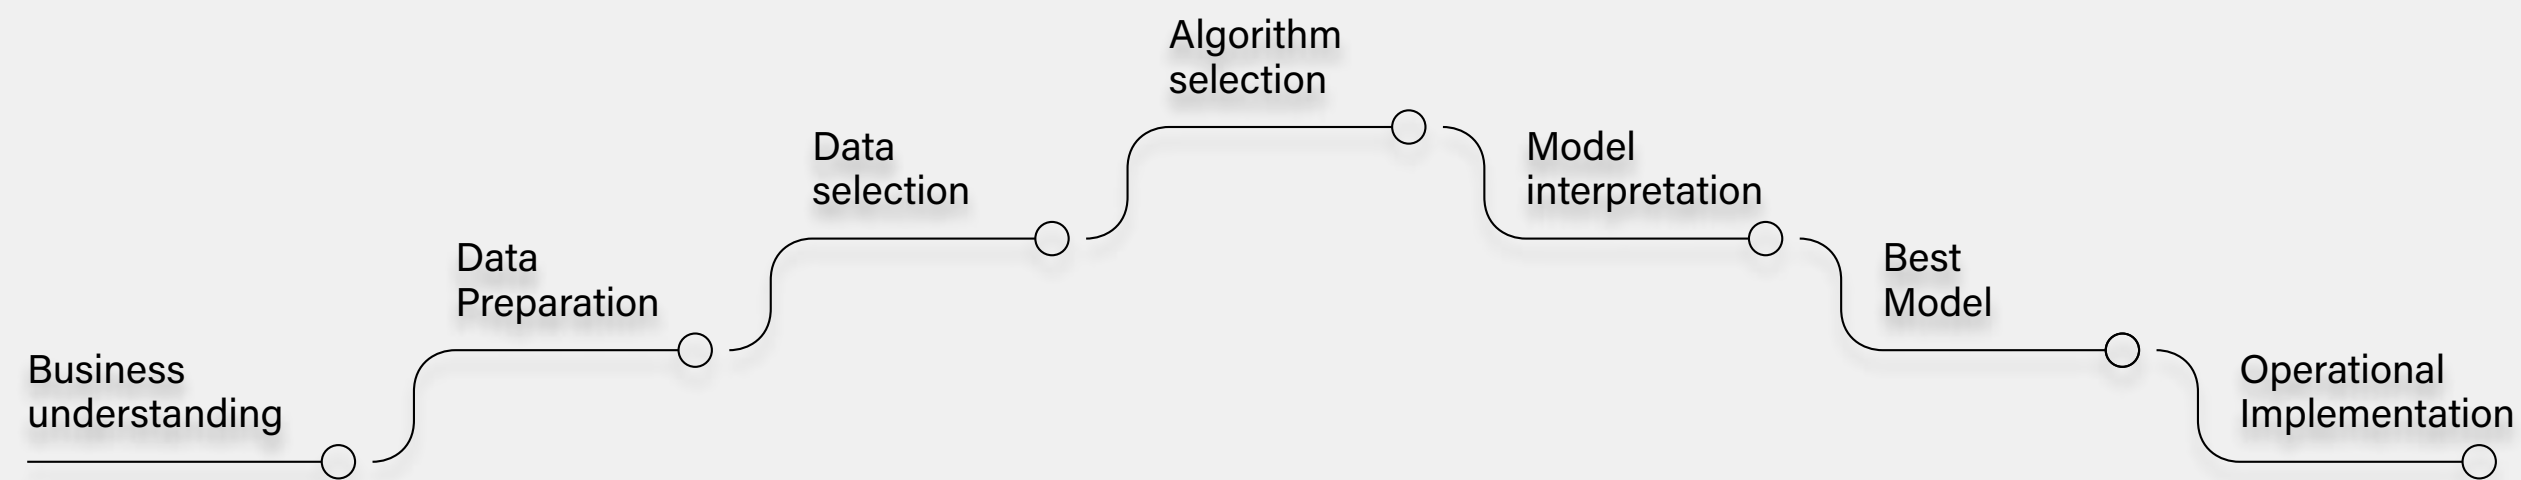 Business
understanding
Data
Preparation
Data
selection
Algorithm
selection
Model
interpretation
Best
Model
Operational
Implementation